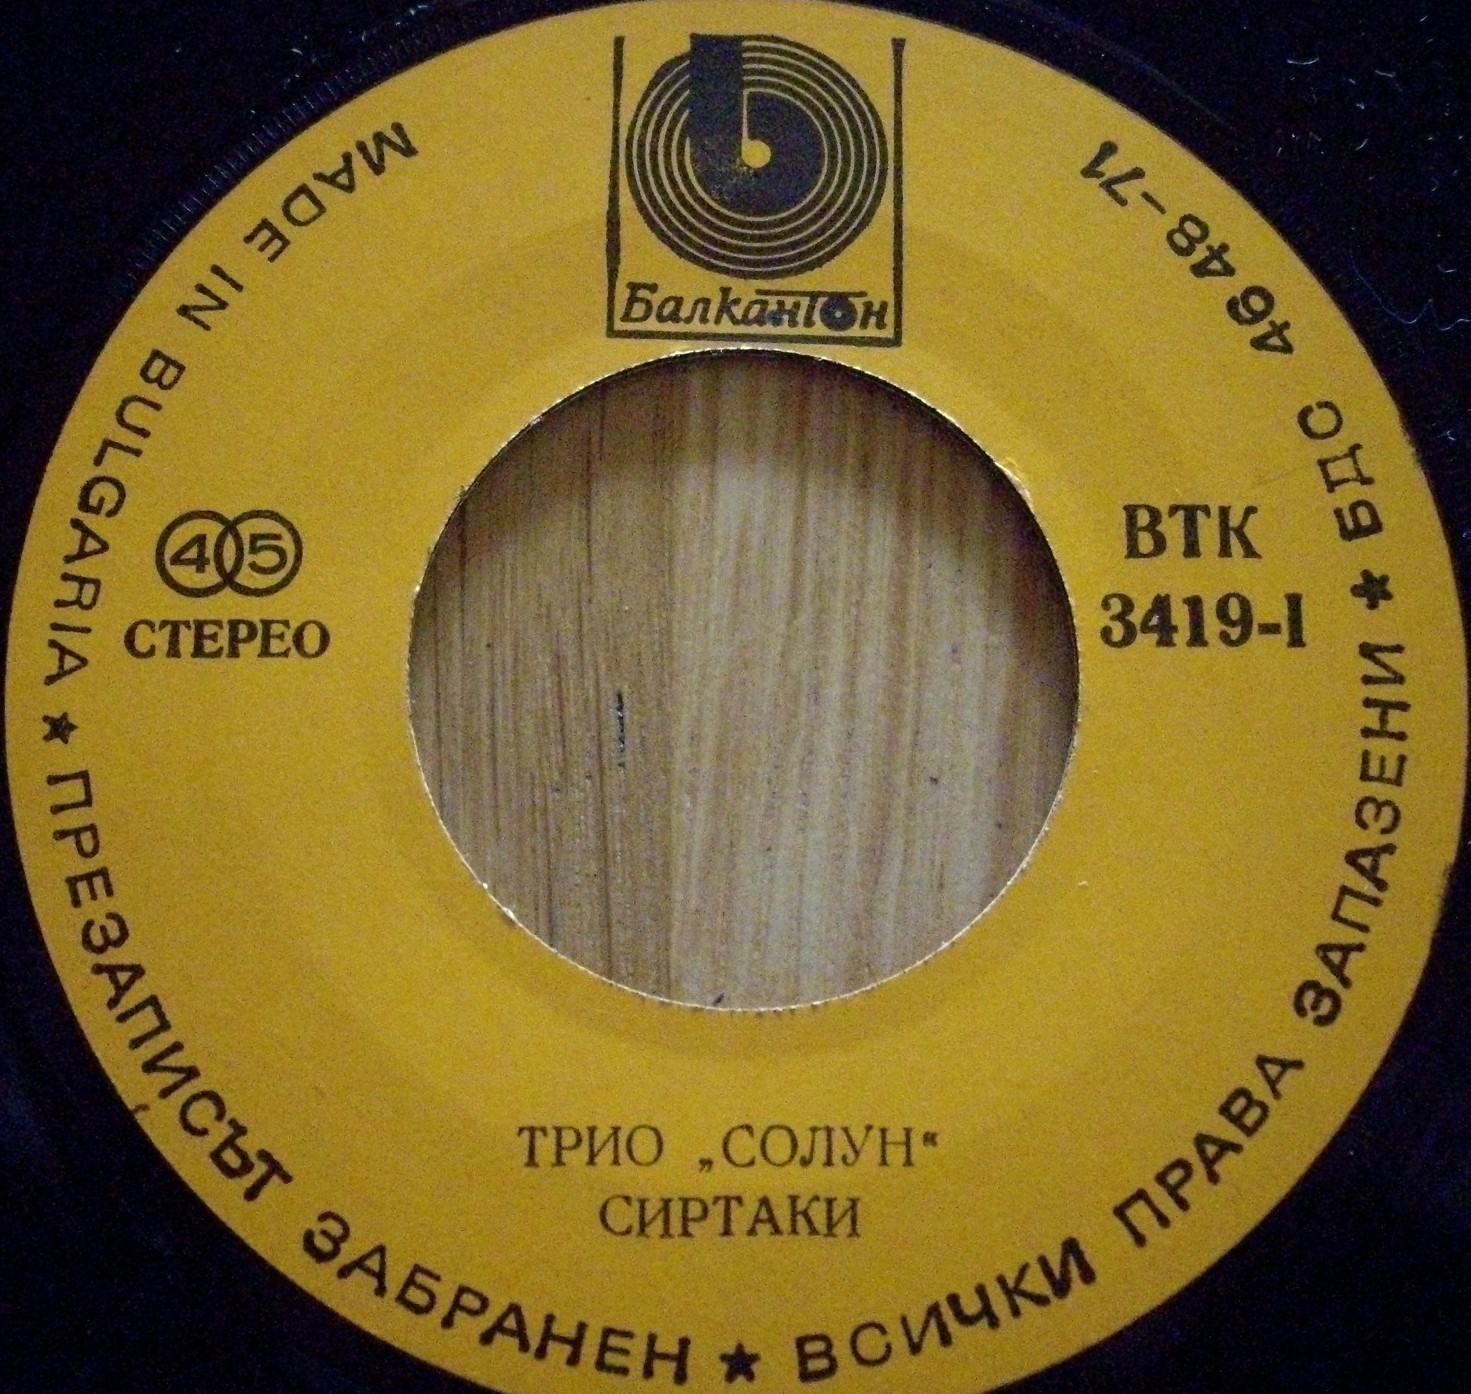 Балкантон
45
СТЕРЕО
ВТК
3419-I
ТРИО „СОЛУН“
СИРТАКИ
MADE IN BULGARIA ★ ПРЕЗАПИСЪТ ЗАБРАНЕН ★ ВСИЧКИ ПРАВА ЗАПАЗЕНИ ★ БДС 4648-71